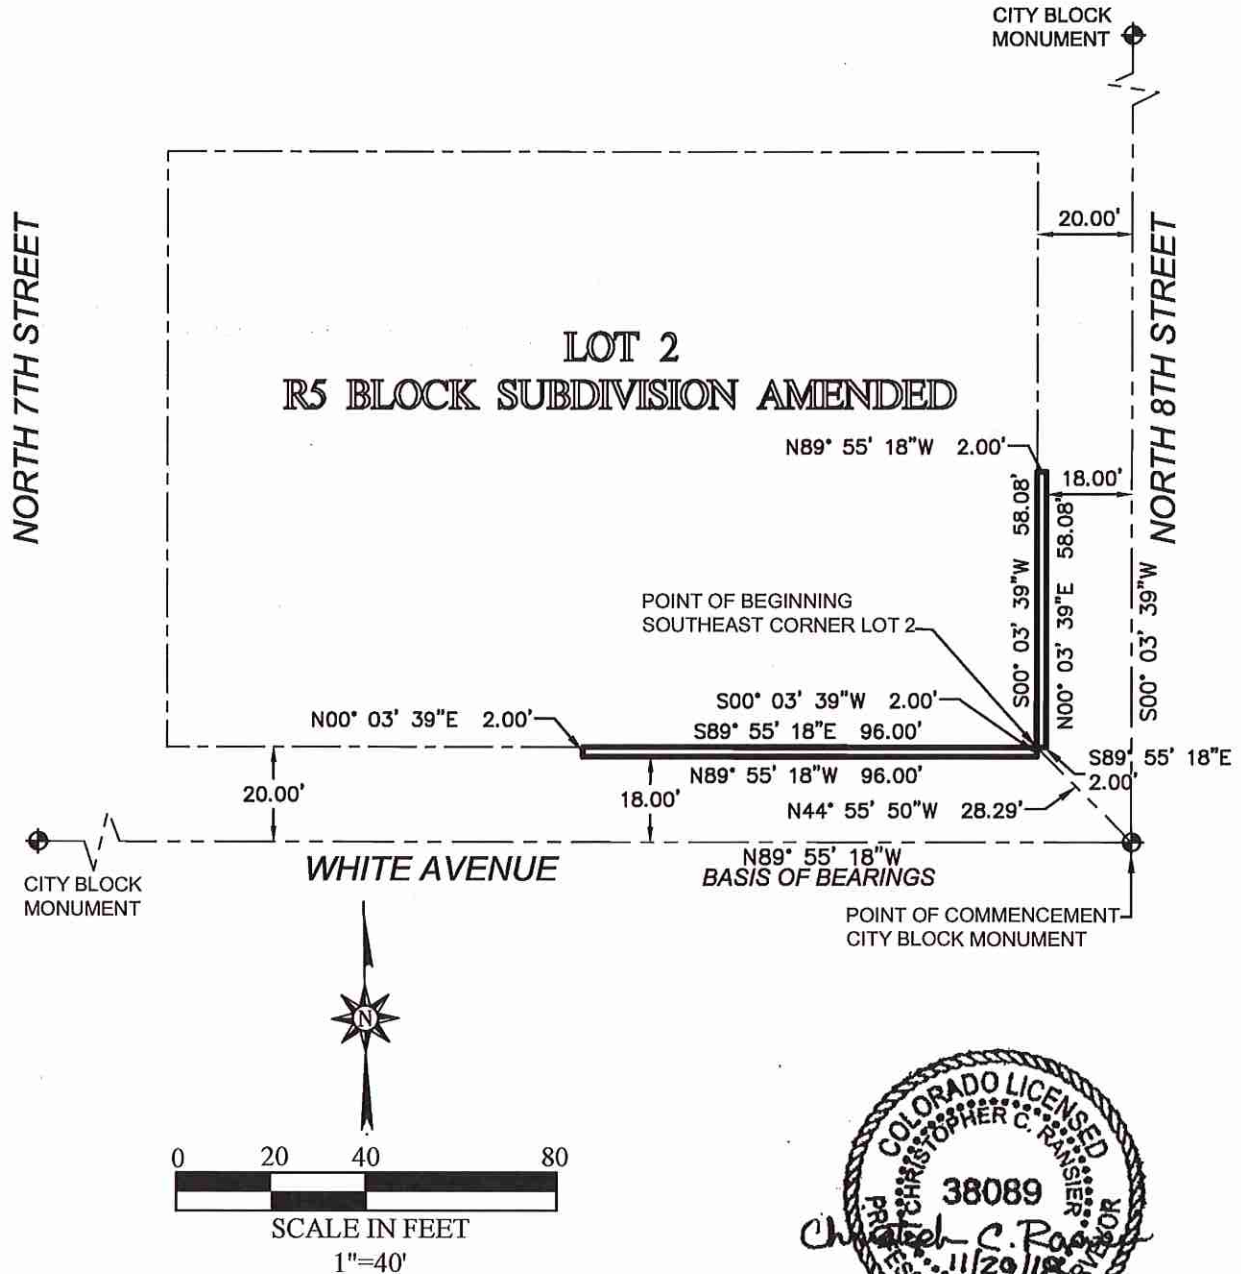 CITY BLOCK
MONUMENT
20.00'
NORTH 7TH STREET
NORTH 8TH STREET
LOT 2
R5 BLOCK SUBDIVISION AMENDED
N89° 55' 18"W 2.00'
18.00'
S00° 03' 39"W 58.08'
N00° 03' 39"E 58.08'
S00° 03' 39"W
POINT OF BEGINNING
SOUTHEAST CORNER LOT 2
S00° 03' 39"W 2.00'
N00° 03' 39"E 2.00'
S89° 55' 18"E 96.00'
S89° 55' 18"E
2.00'
N89° 55' 18"W 96.00'
20.00'
18.00'
N44° 55' 50"W 28.29'
WHITE AVENUE
N89° 55' 18"W
BASIS OF BEARINGS
CITY BLOCK
MONUMENT
POINT OF COMMENCEMENT
CITY BLOCK MONUMENT
N
0 20 40 80
SCALE IN FEET
1"=40'
COLORADO LICENSED
CHRISTOPHER C. RANSIER
38089
11/29/18